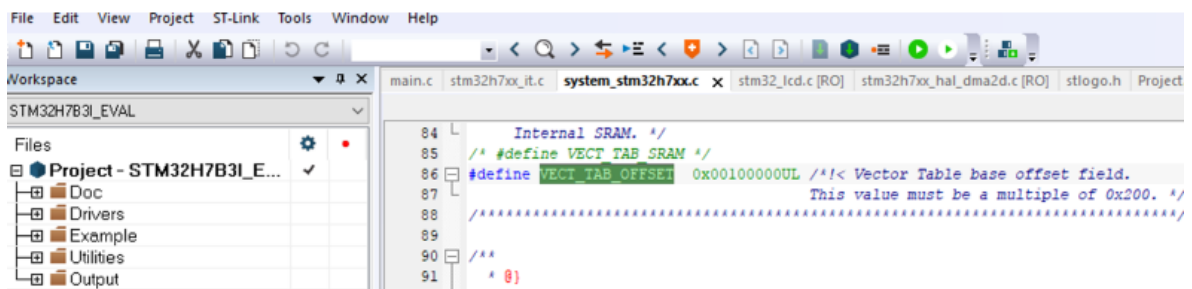 File Edit View Project ST-Link Tools Window Help
Workspace
main.c stm32h7xx_it.c system_stm32h7xx.c x stm32_lcd.c [RO] stm32h7xx_hal_dma2d.c [RO] stlogo.h Project
STM32H7B3I_EVAL
Files
Project - STM32H7B3I_E...
Doc
Drivers
Example
Utilities
Output
84 Internal SRAM. */
85 /* #define VECT_TAB_SRAM */
86 #define VECT_TAB_OFFSET 0x00100000UL /*!< Vector Table base offset field.
87 This value must be a multiple of 0x200. */
88 /******************************************************************************/
89
90 /**
91 * @}